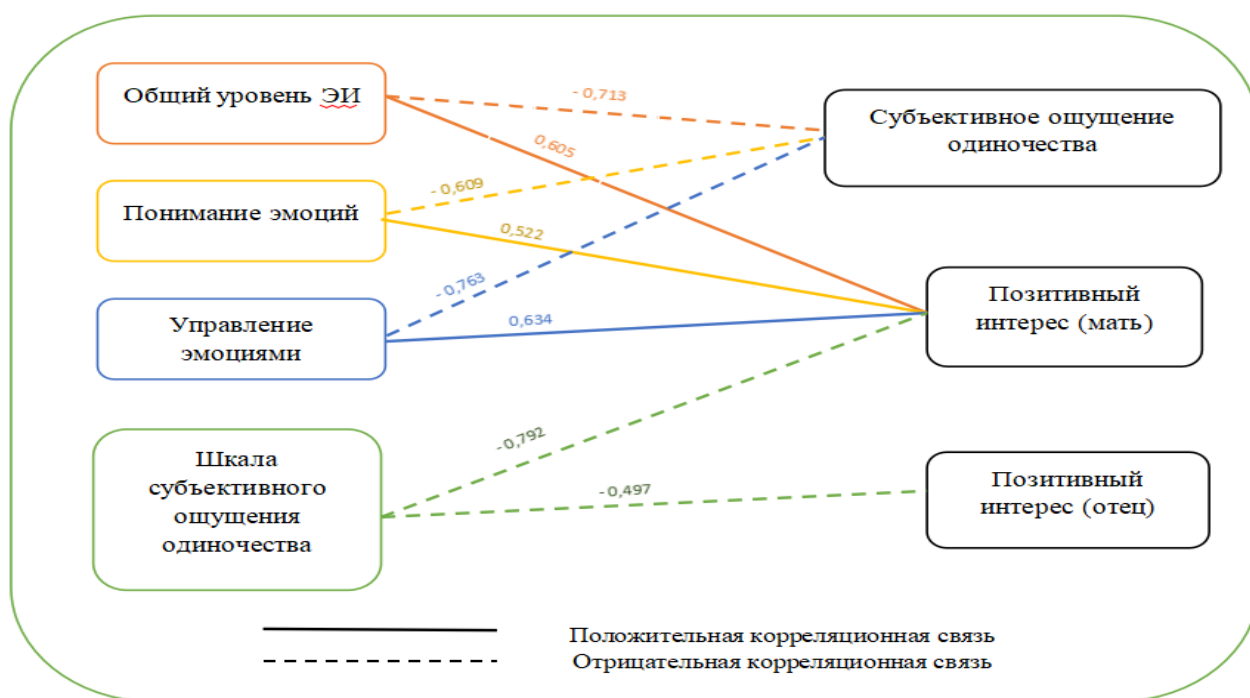 Общий уровень ЭИ
Понимание эмоций
Управление
эмоциями
Шкала
субъективного
ощущения
одиночества
- 0,713
0,605
- 0,609
0,522
- 0,763
0,634
- 0,792
- 0,497
Субъективное ощущение
одиночества
Позитивный
интерес (мать)
Позитивный
интерес (отец)
Положительная корреляционная связь
Отрицательная корреляционная связь